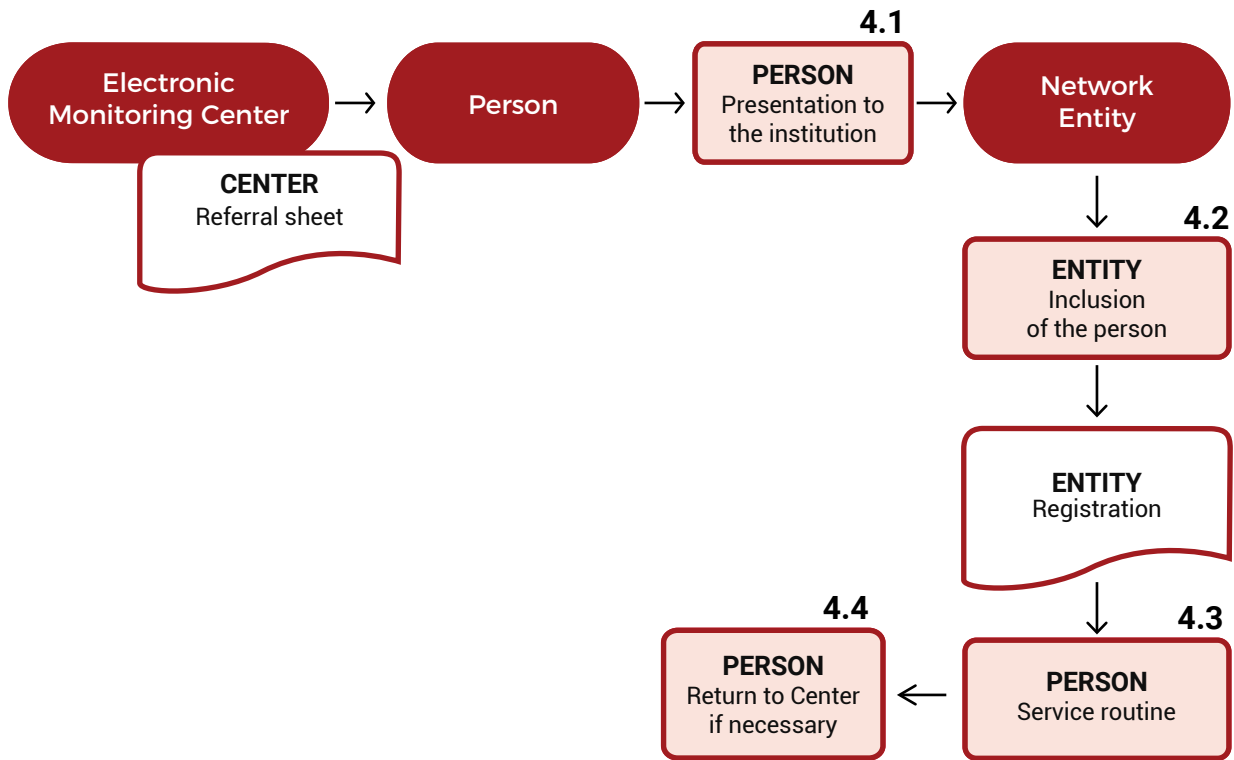 Electronic
Monitoring Center
CENTER
Referral sheet
Person
4.1
PERSON
Presentation to
the institution
Network
Entity
4.2
ENTITY
Inclusion
of the person
ENTITY
Registration
4.3
PERSON
Service routine
4.4
PERSON
Return to Center
if necessary